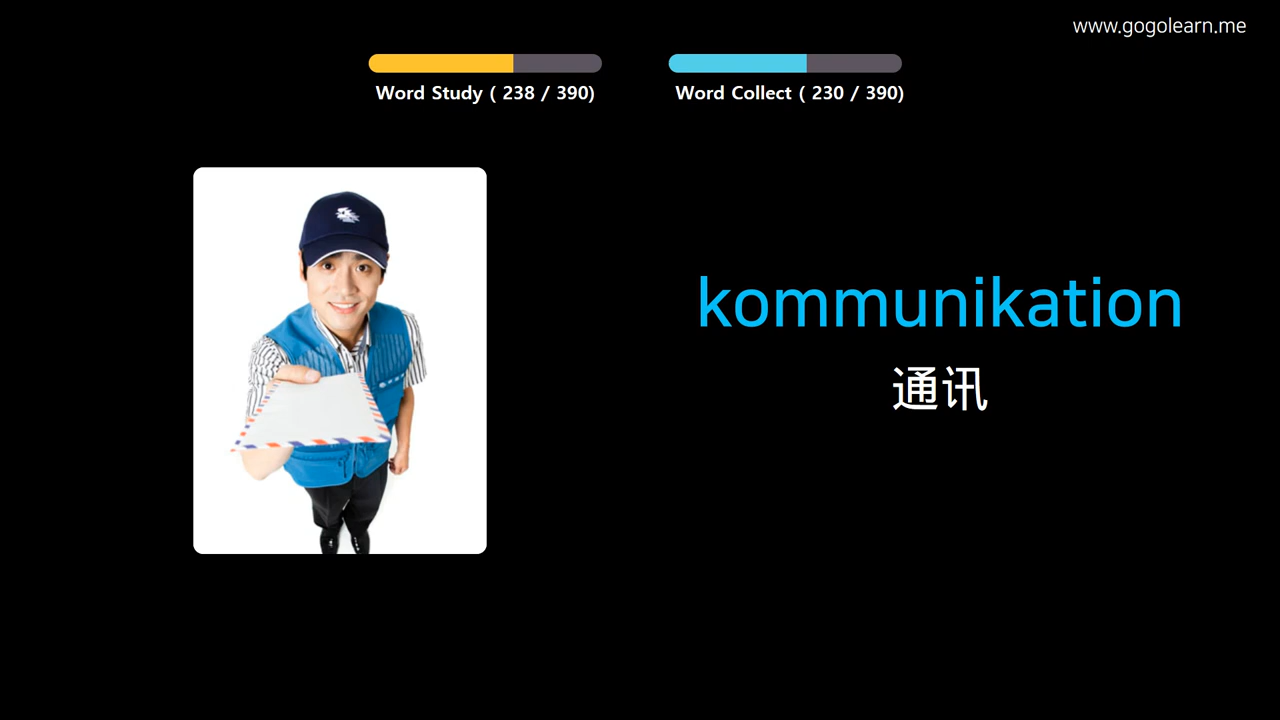 www.gogolearn.me
Word Study ( 238 / 390)
Word Collect ( 230 / 390)
kommunikation
通讯